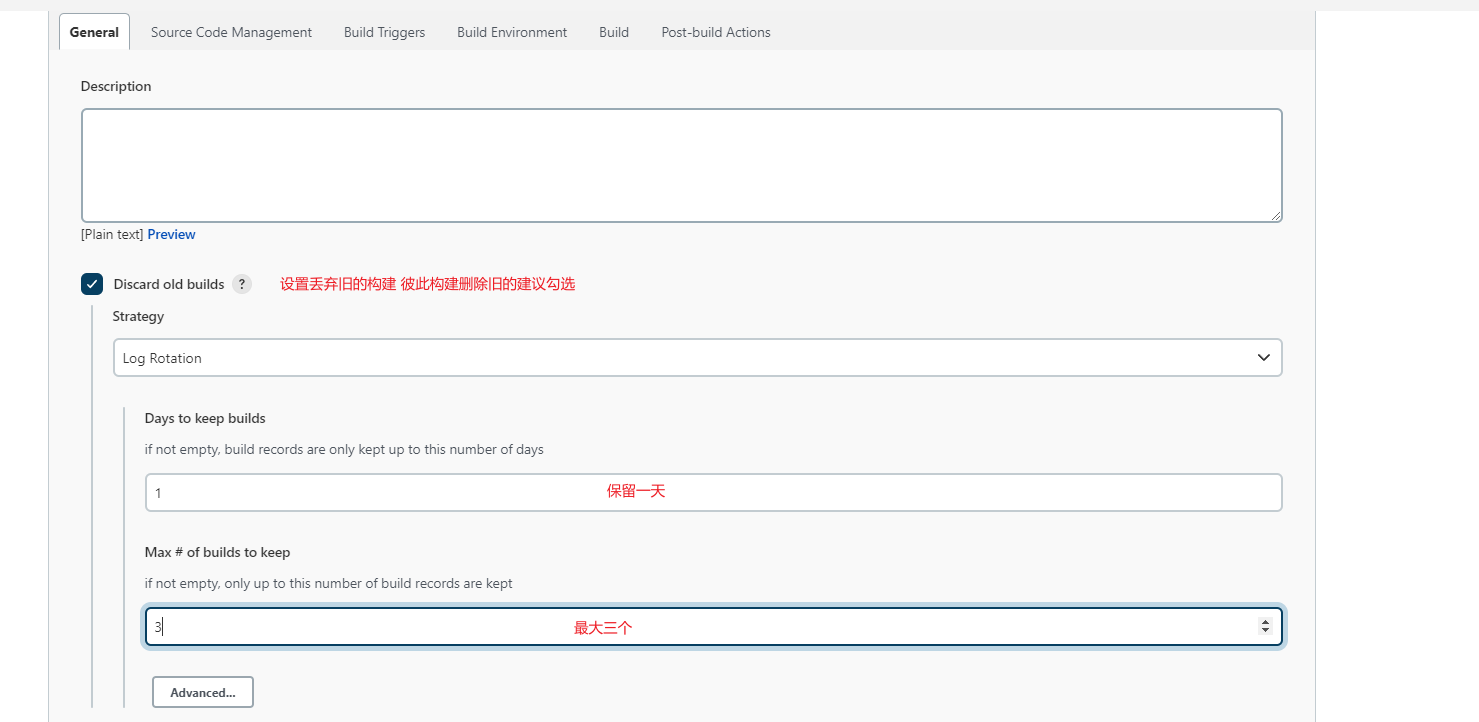 General Source Code Management Build Triggers Build Environment Build Post-build Actions
Description
[Plain text] Preview
Discard old builds ? 设置丢弃旧的构建 彼此构建删除旧的建议勾选
Strategy
Log Rotation
Days to keep builds
if not empty, build records are only kept up to this number of days
1 保留一天
Max # of builds to keep
if not empty, only up to this number of build records are kept
3 最大三个
Advanced...